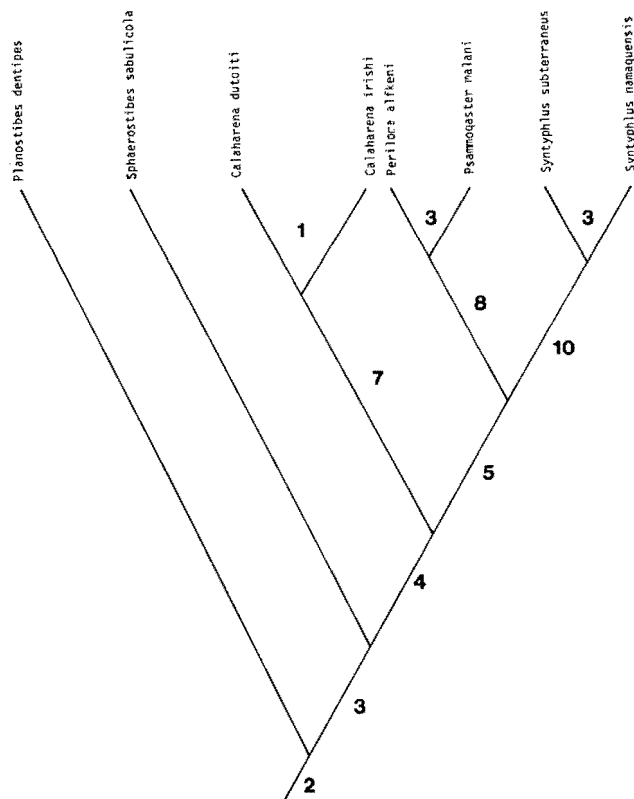 Planostibes dentipes
Sphaerostibes sabulicola
Calaharena dutoiti
Calaharena irishi
Periloce alfkeni
Psammogaster malani
Syntyphlus subterraneus
Syntyphlus namaquensis
1
3
3
8
10
7
5
4
3
2